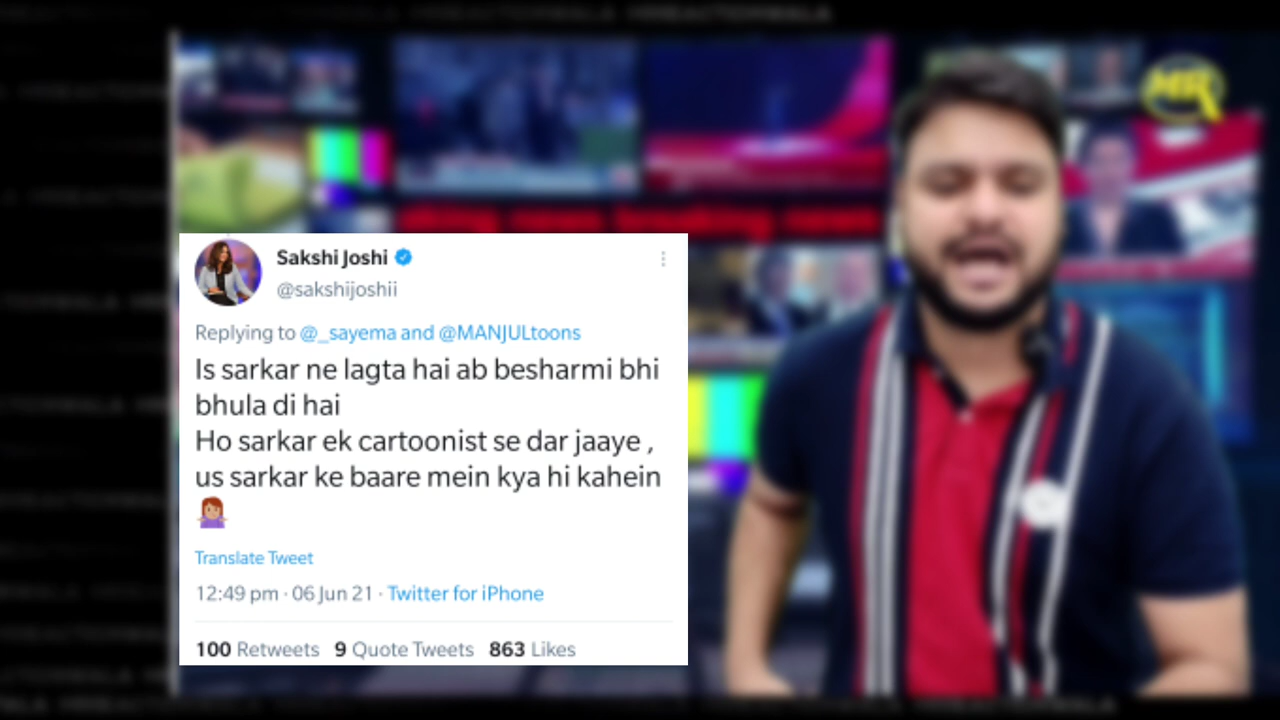 MR
Sakshi Joshi
@sakshijoshii
Replying to @_sayema and @MANJULtoons
Is sarkar ne lagta hai ab besharmi bhi
bhula di hai
Ho sarkar ek cartoonist se dar jaaye ,
us sarkar ke baare mein kya hi kahein
🤷🏽‍♀️
Translate Tweet
12:49 pm · 06 Jun 21 · Twitter for iPhone
100 Retweets 9 Quote Tweets 863 Likes